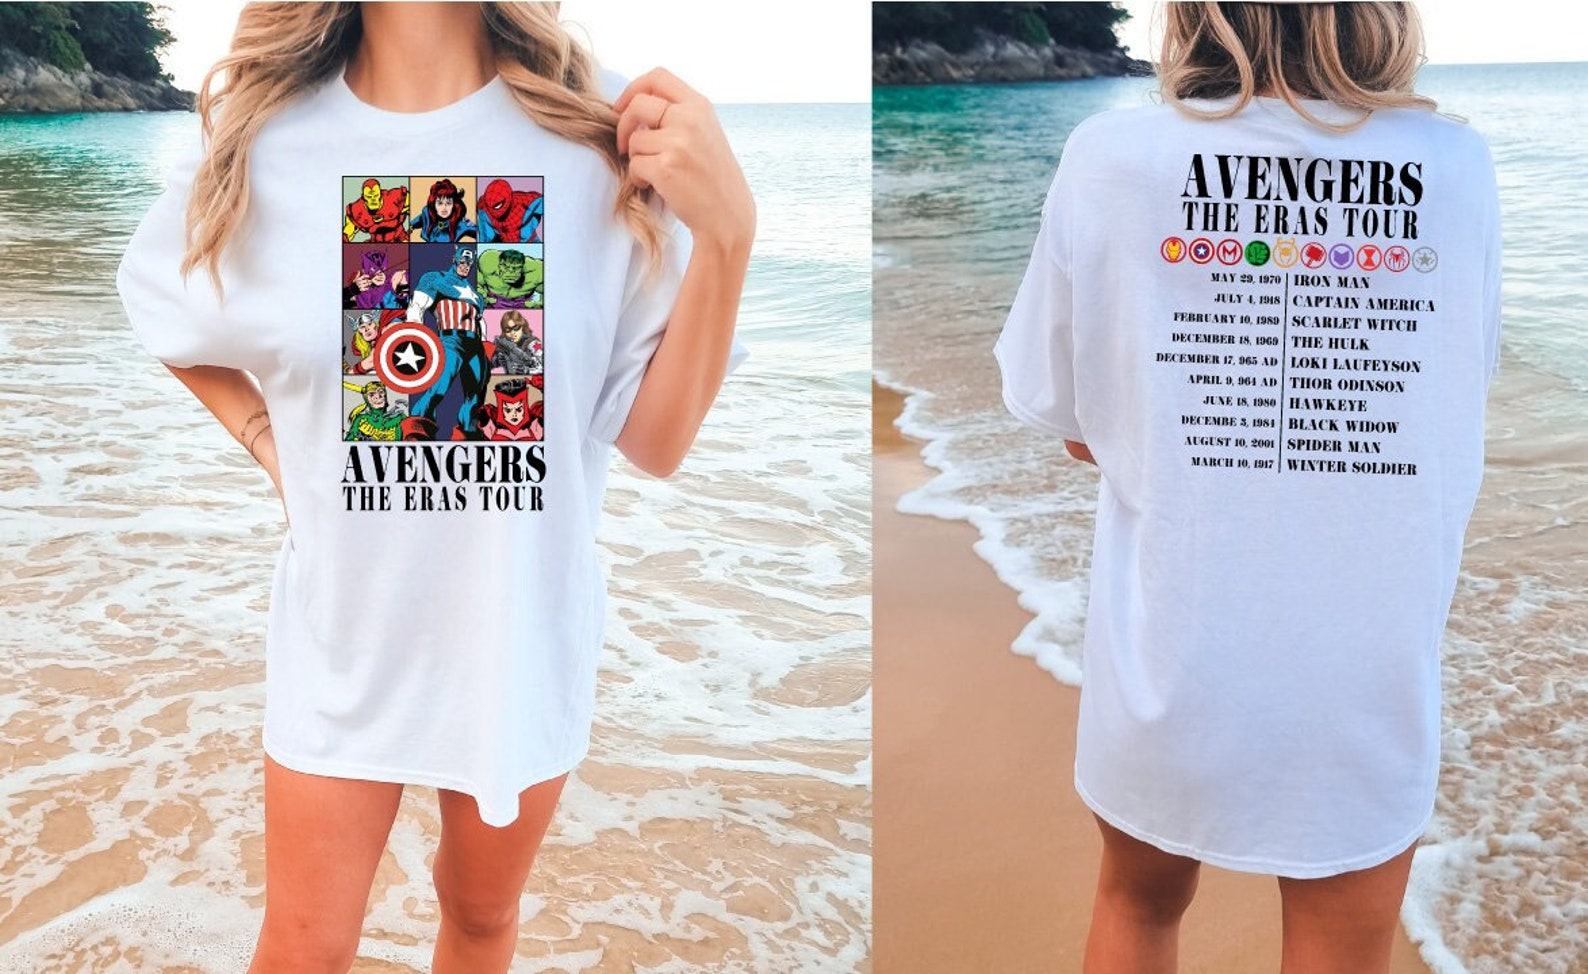 AVENGERS
THE ERAS TOUR
AVENGERS
THE ERAS TOUR
MAY 29, 1970 IRON MAN
JULY 4, 1918 CAPTAIN AMERICA
FEBRUARY 10, 1989 SCARLET WITCH
DECEMBER 18, 1969 THE HULK
DECEMBER 17, 965 AD LOKI LAUFEYSON
APRIL 9, 964 AD THOR ODINSON
JUNE 18, 1980 HAWKEYE
DECEMBE 3, 1984 BLACK WIDOW
AUGUST 10, 2001 SPIDER MAN
MARCH 10, 1917 WINTER SOLDIER